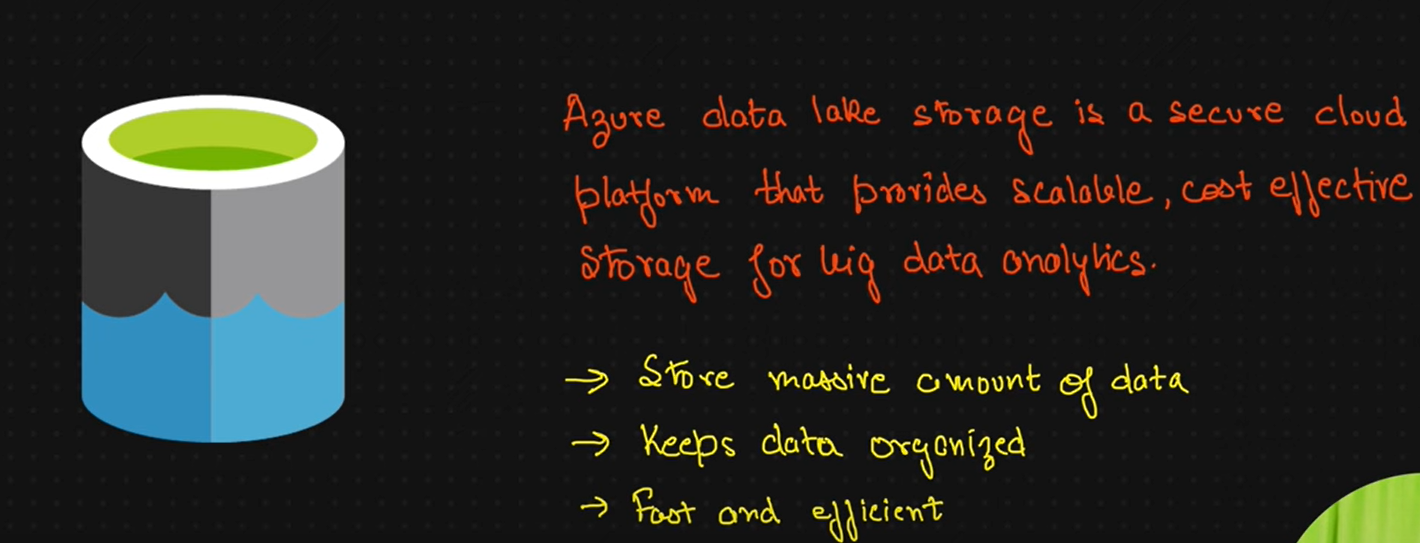 Azure data lake storage is a secure cloud
platform that provides scalable, cost effective
storage for big data analytics.
→ Store massive amount of data
→ Keeps data organized
→ Fast and efficient